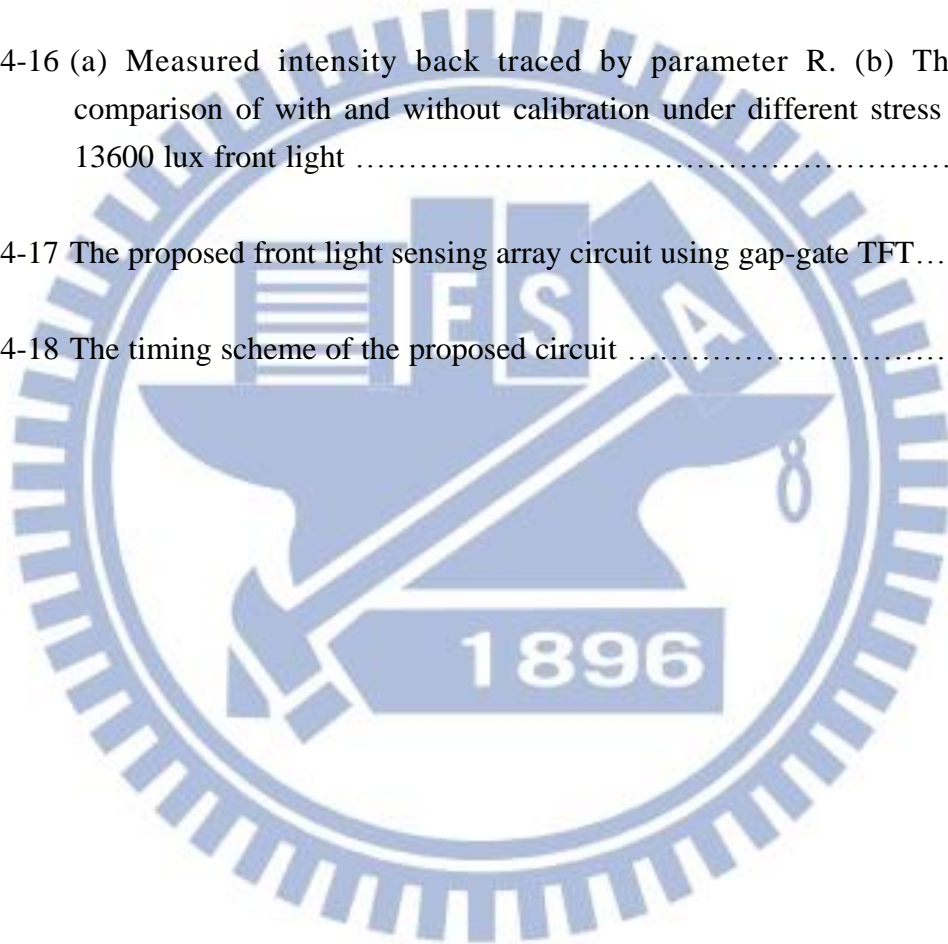 4-16 (a) Measured intensity back traced by parameter R. (b) Th
comparison of with and without calibration under different stress
13600 lux front light ……………………………………………………
4-17 The proposed front light sensing array circuit using gap-gate TFT…
4-18 The timing scheme of the proposed circuit …………………………
E S A
1896